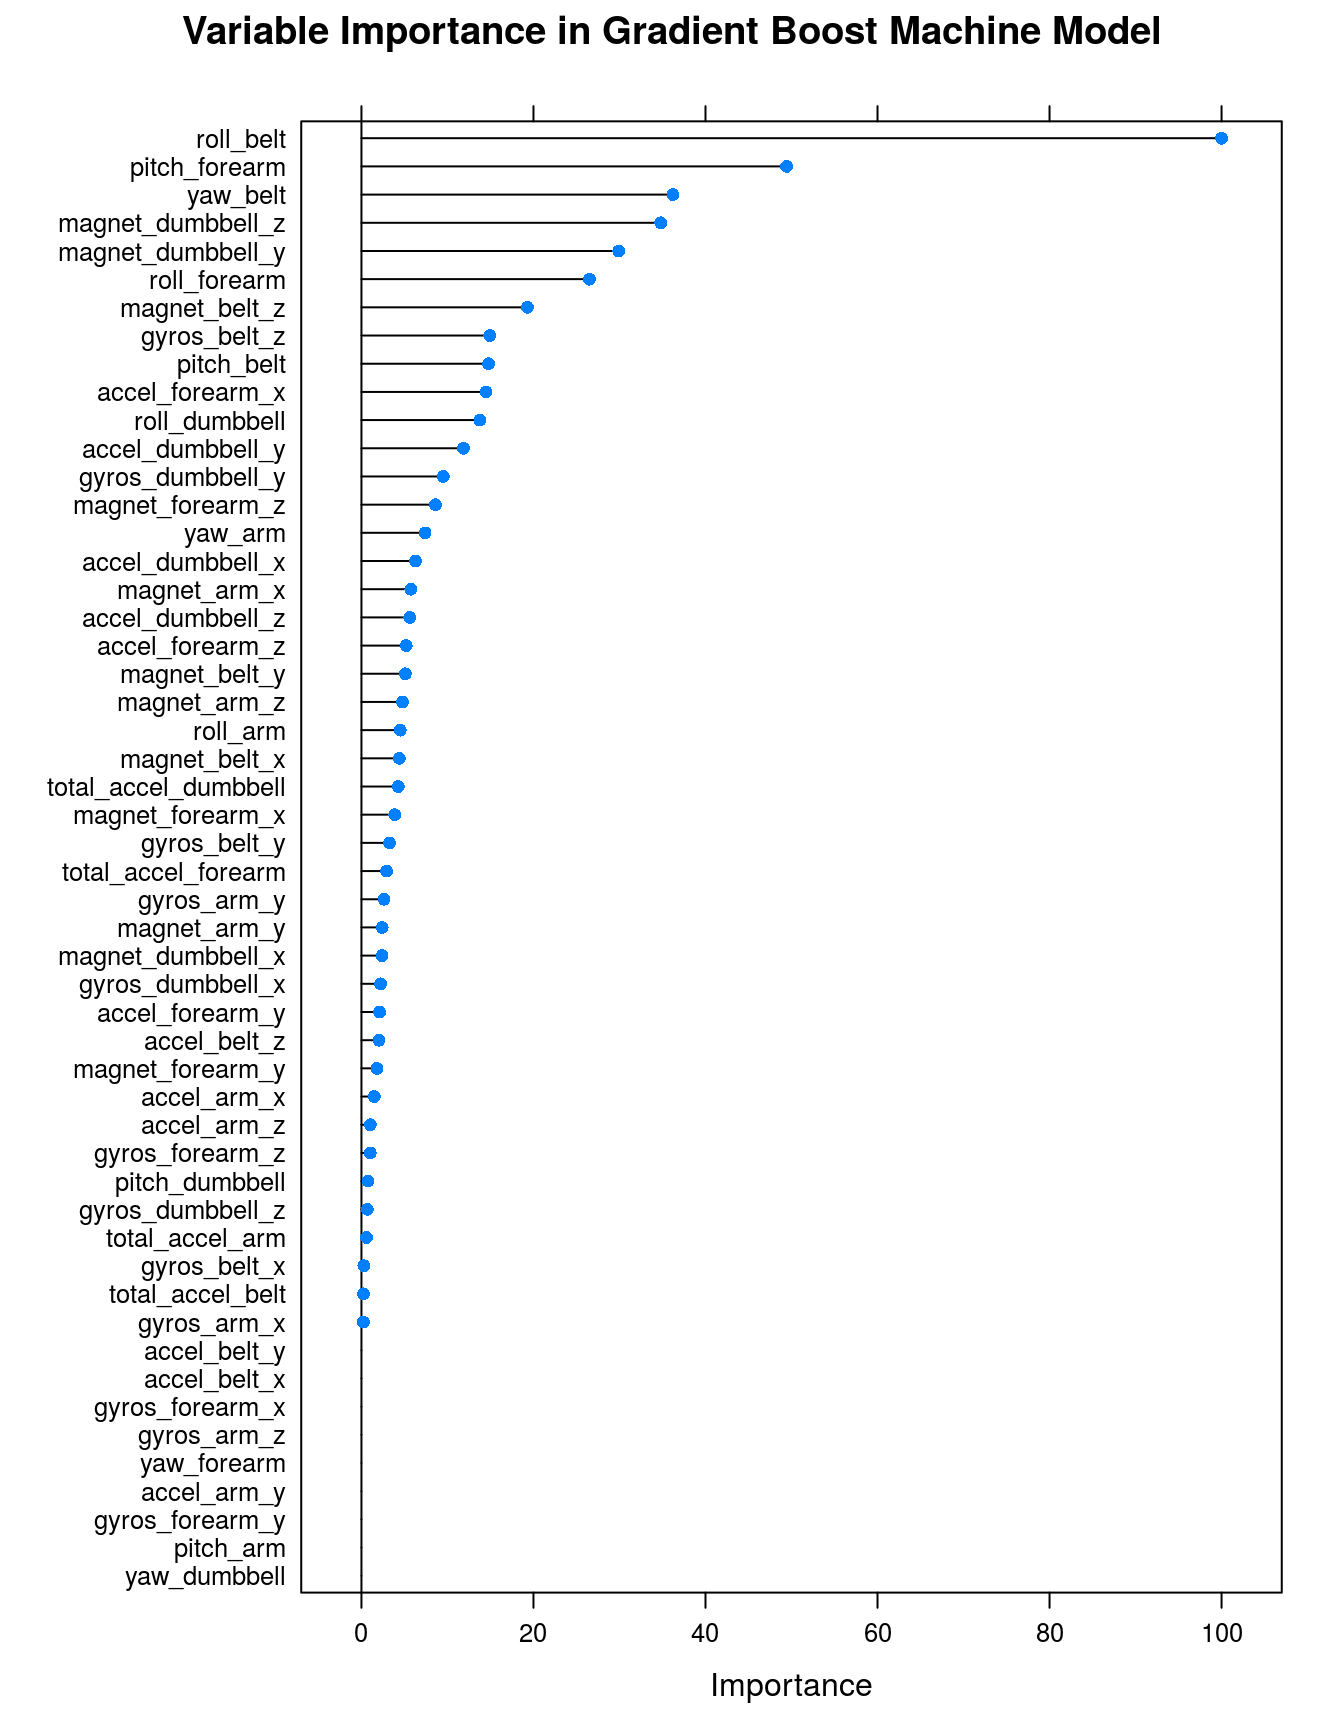 Variable Importance in Gradient Boost Machine Model
roll_belt
pitch_forearm
yaw_belt
magnet_dumbbell_z
magnet_dumbbell_y
roll_forearm
magnet_belt_z
gyros_belt_z
pitch_belt
accel_forearm_x
roll_dumbbell
accel_dumbbell_y
gyros_dumbbell_y
magnet_forearm_z
yaw_arm
accel_dumbbell_x
magnet_arm_x
accel_dumbbell_z
accel_forearm_z
magnet_belt_y
magnet_arm_z
roll_arm
magnet_belt_x
total_accel_dumbbell
magnet_forearm_x
gyros_belt_y
total_accel_forearm
gyros_arm_y
magnet_arm_y
magnet_dumbbell_x
gyros_dumbbell_x
accel_forearm_y
accel_belt_z
magnet_forearm_y
accel_arm_x
accel_arm_z
gyros_forearm_z
pitch_dumbbell
gyros_dumbbell_z
total_accel_arm
gyros_belt_x
total_accel_belt
gyros_arm_x
accel_belt_y
accel_belt_x
gyros_forearm_x
gyros_arm_z
yaw_forearm
accel_arm_y
gyros_forearm_y
pitch_arm
yaw_dumbbell
0 20 40 60 80 100
Importance